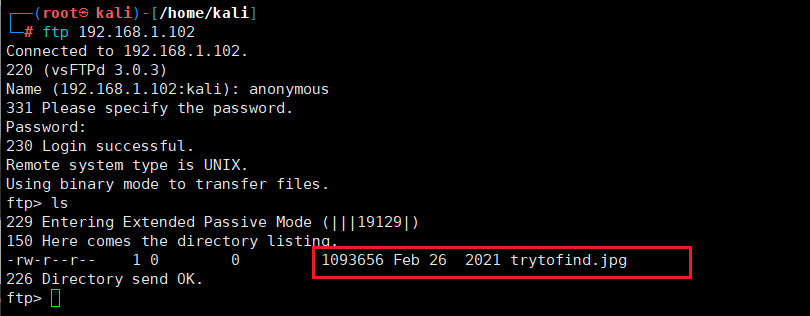 ┌──(root㉿ kali)-[/home/kali]
└─# ftp 192.168.1.102
Connected to 192.168.1.102.
220 (vsFTPd 3.0.3)
Name (192.168.1.102:kali): anonymous
331 Please specify the password.
Password:
230 Login successful.
Remote system type is UNIX.
Using binary mode to transfer files.
ftp> ls
229 Entering Extended Passive Mode (|||19129|)
150 Here comes the directory listing.
-rw-r--r--    1 0        0         1093656 Feb 26  2021 trytofind.jpg
226 Directory send OK.
ftp>